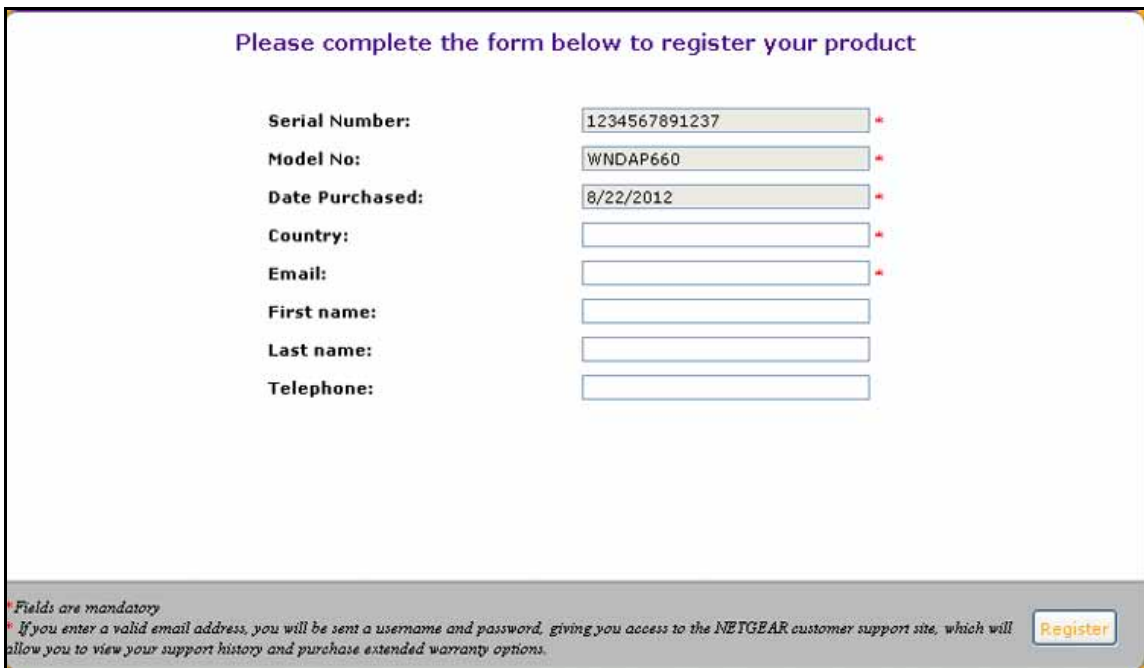 Please complete the form below to register your product
Serial Number: 1234567891237 *
Model No: WNDAP660 *
Date Purchased: 8/22/2012 *
Country: *
Email: *
First name:
Last name:
Telephone:
* Fields are mandatory
* If you enter a valid email address, you will be sent a username and password, giving you access to the NETGEAR customer support site, which will
allow you to view your support history and purchase extended warranty options.
Register